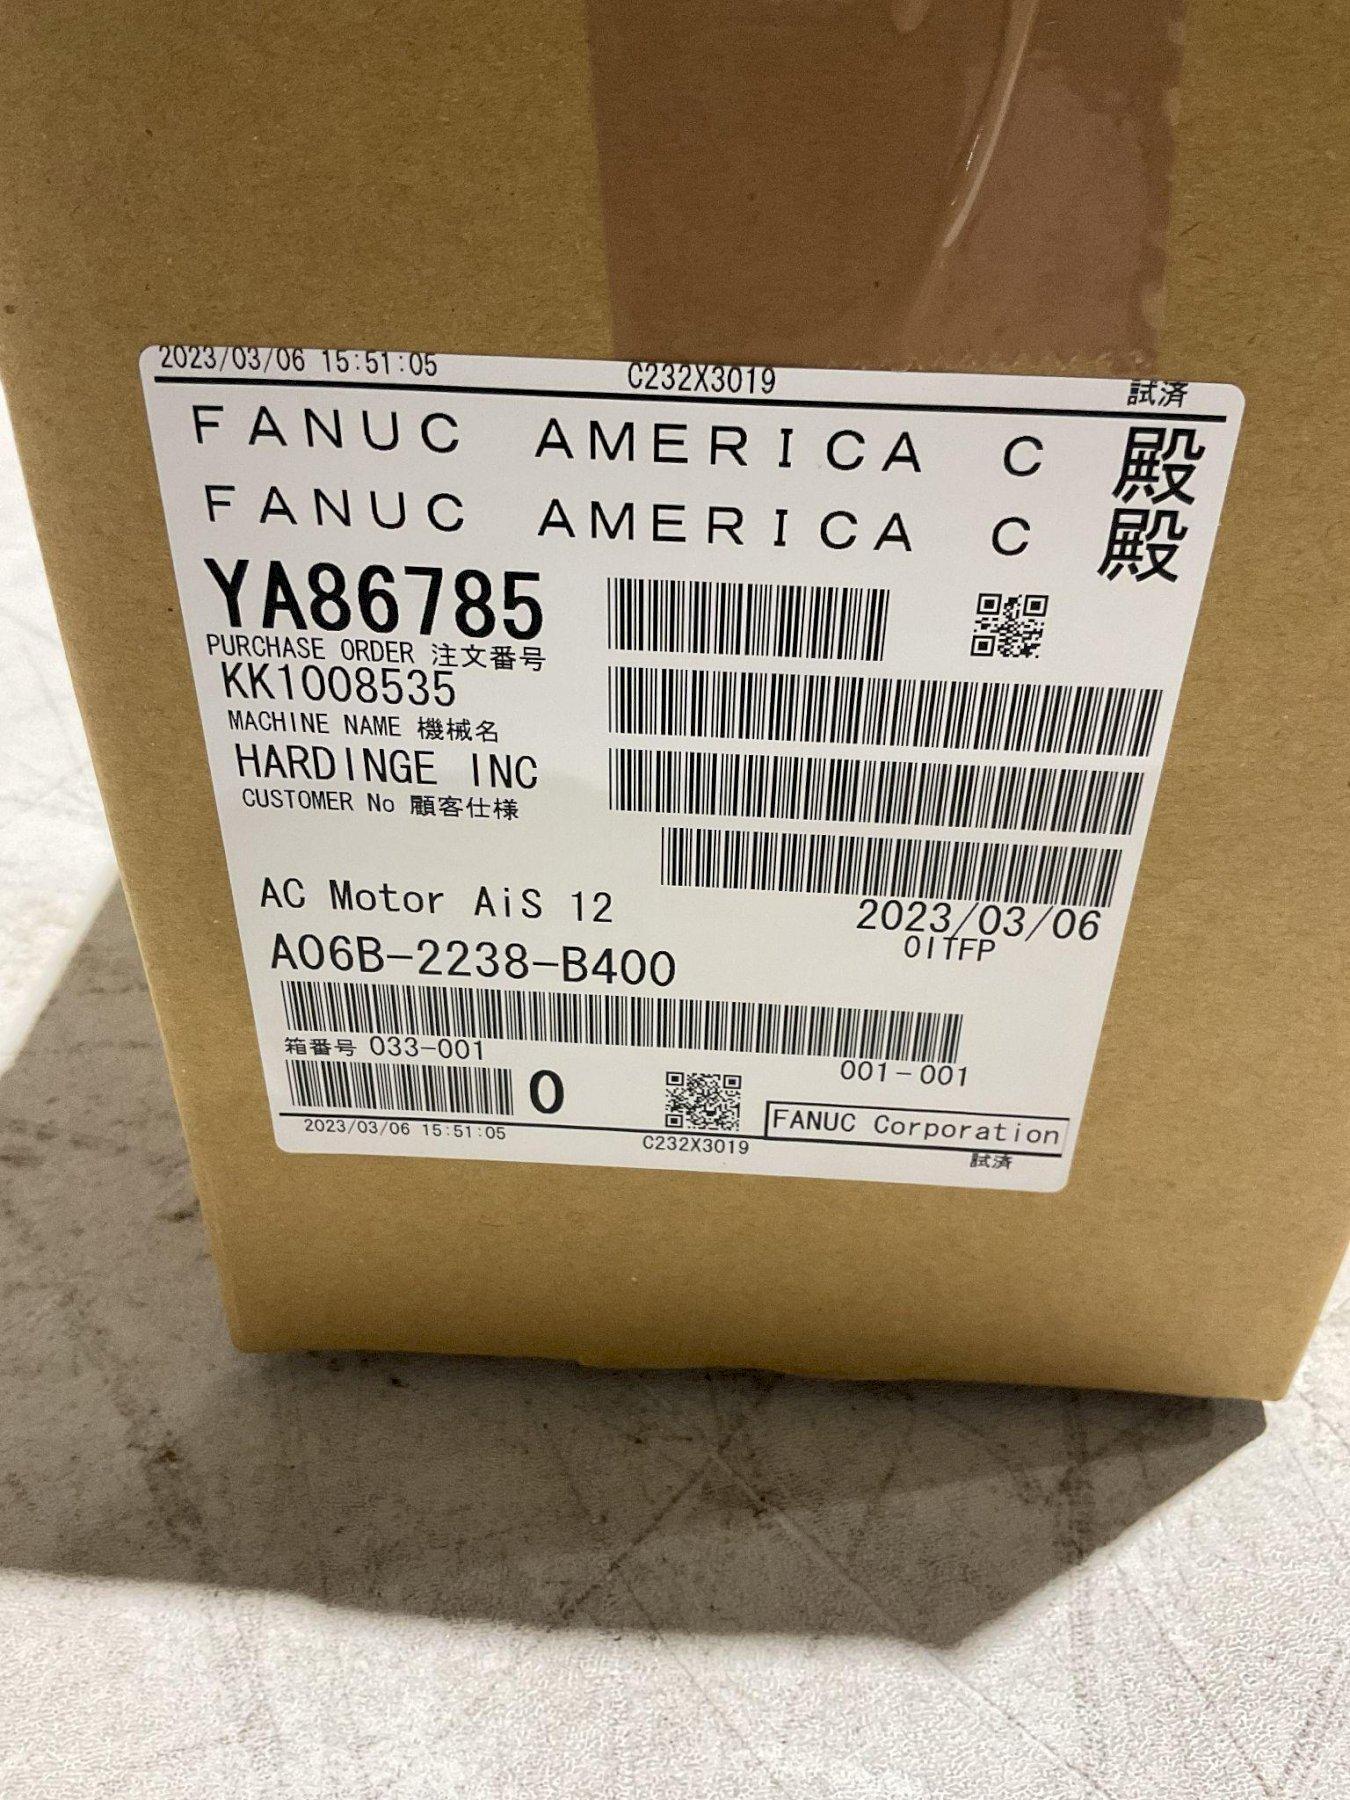 2023/03/06 15:51:05 C232X3019 試済
FANUC AMERICA C 殿
FANUC AMERICA C 殿
YA86785
PURCHASE ORDER 注文番号
KK1008535
MACHINE NAME 機械名
HARDINGE INC
CUSTOMER No 顧客仕様
AC Motor AiS 12
2023/03/06
OITFP
A06B-2238-B400
箱番号 033-001
001-001
0
FANUC Corporation
2023/03/06 15:51:05 C232X3019 試済